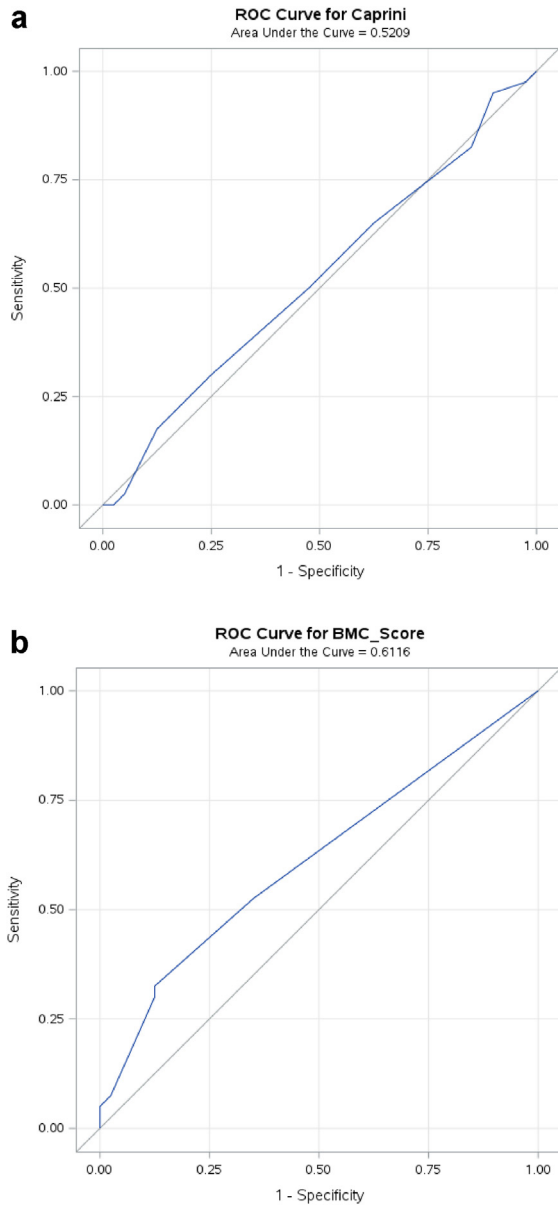 a
ROC Curve for Caprini
Area Under the Curve = 0.5209
1.00
0.75
0.50
0.25
0.00
Sensitivity
0.00 0.25 0.50 0.75 1.00
1 - Specificity
b
ROC Curve for BMC_Score
Area Under the Curve = 0.6116
1.00
0.75
0.50
0.25
0.00
Sensitivity
0.00 0.25 0.50 0.75 1.00
1 - Specificity